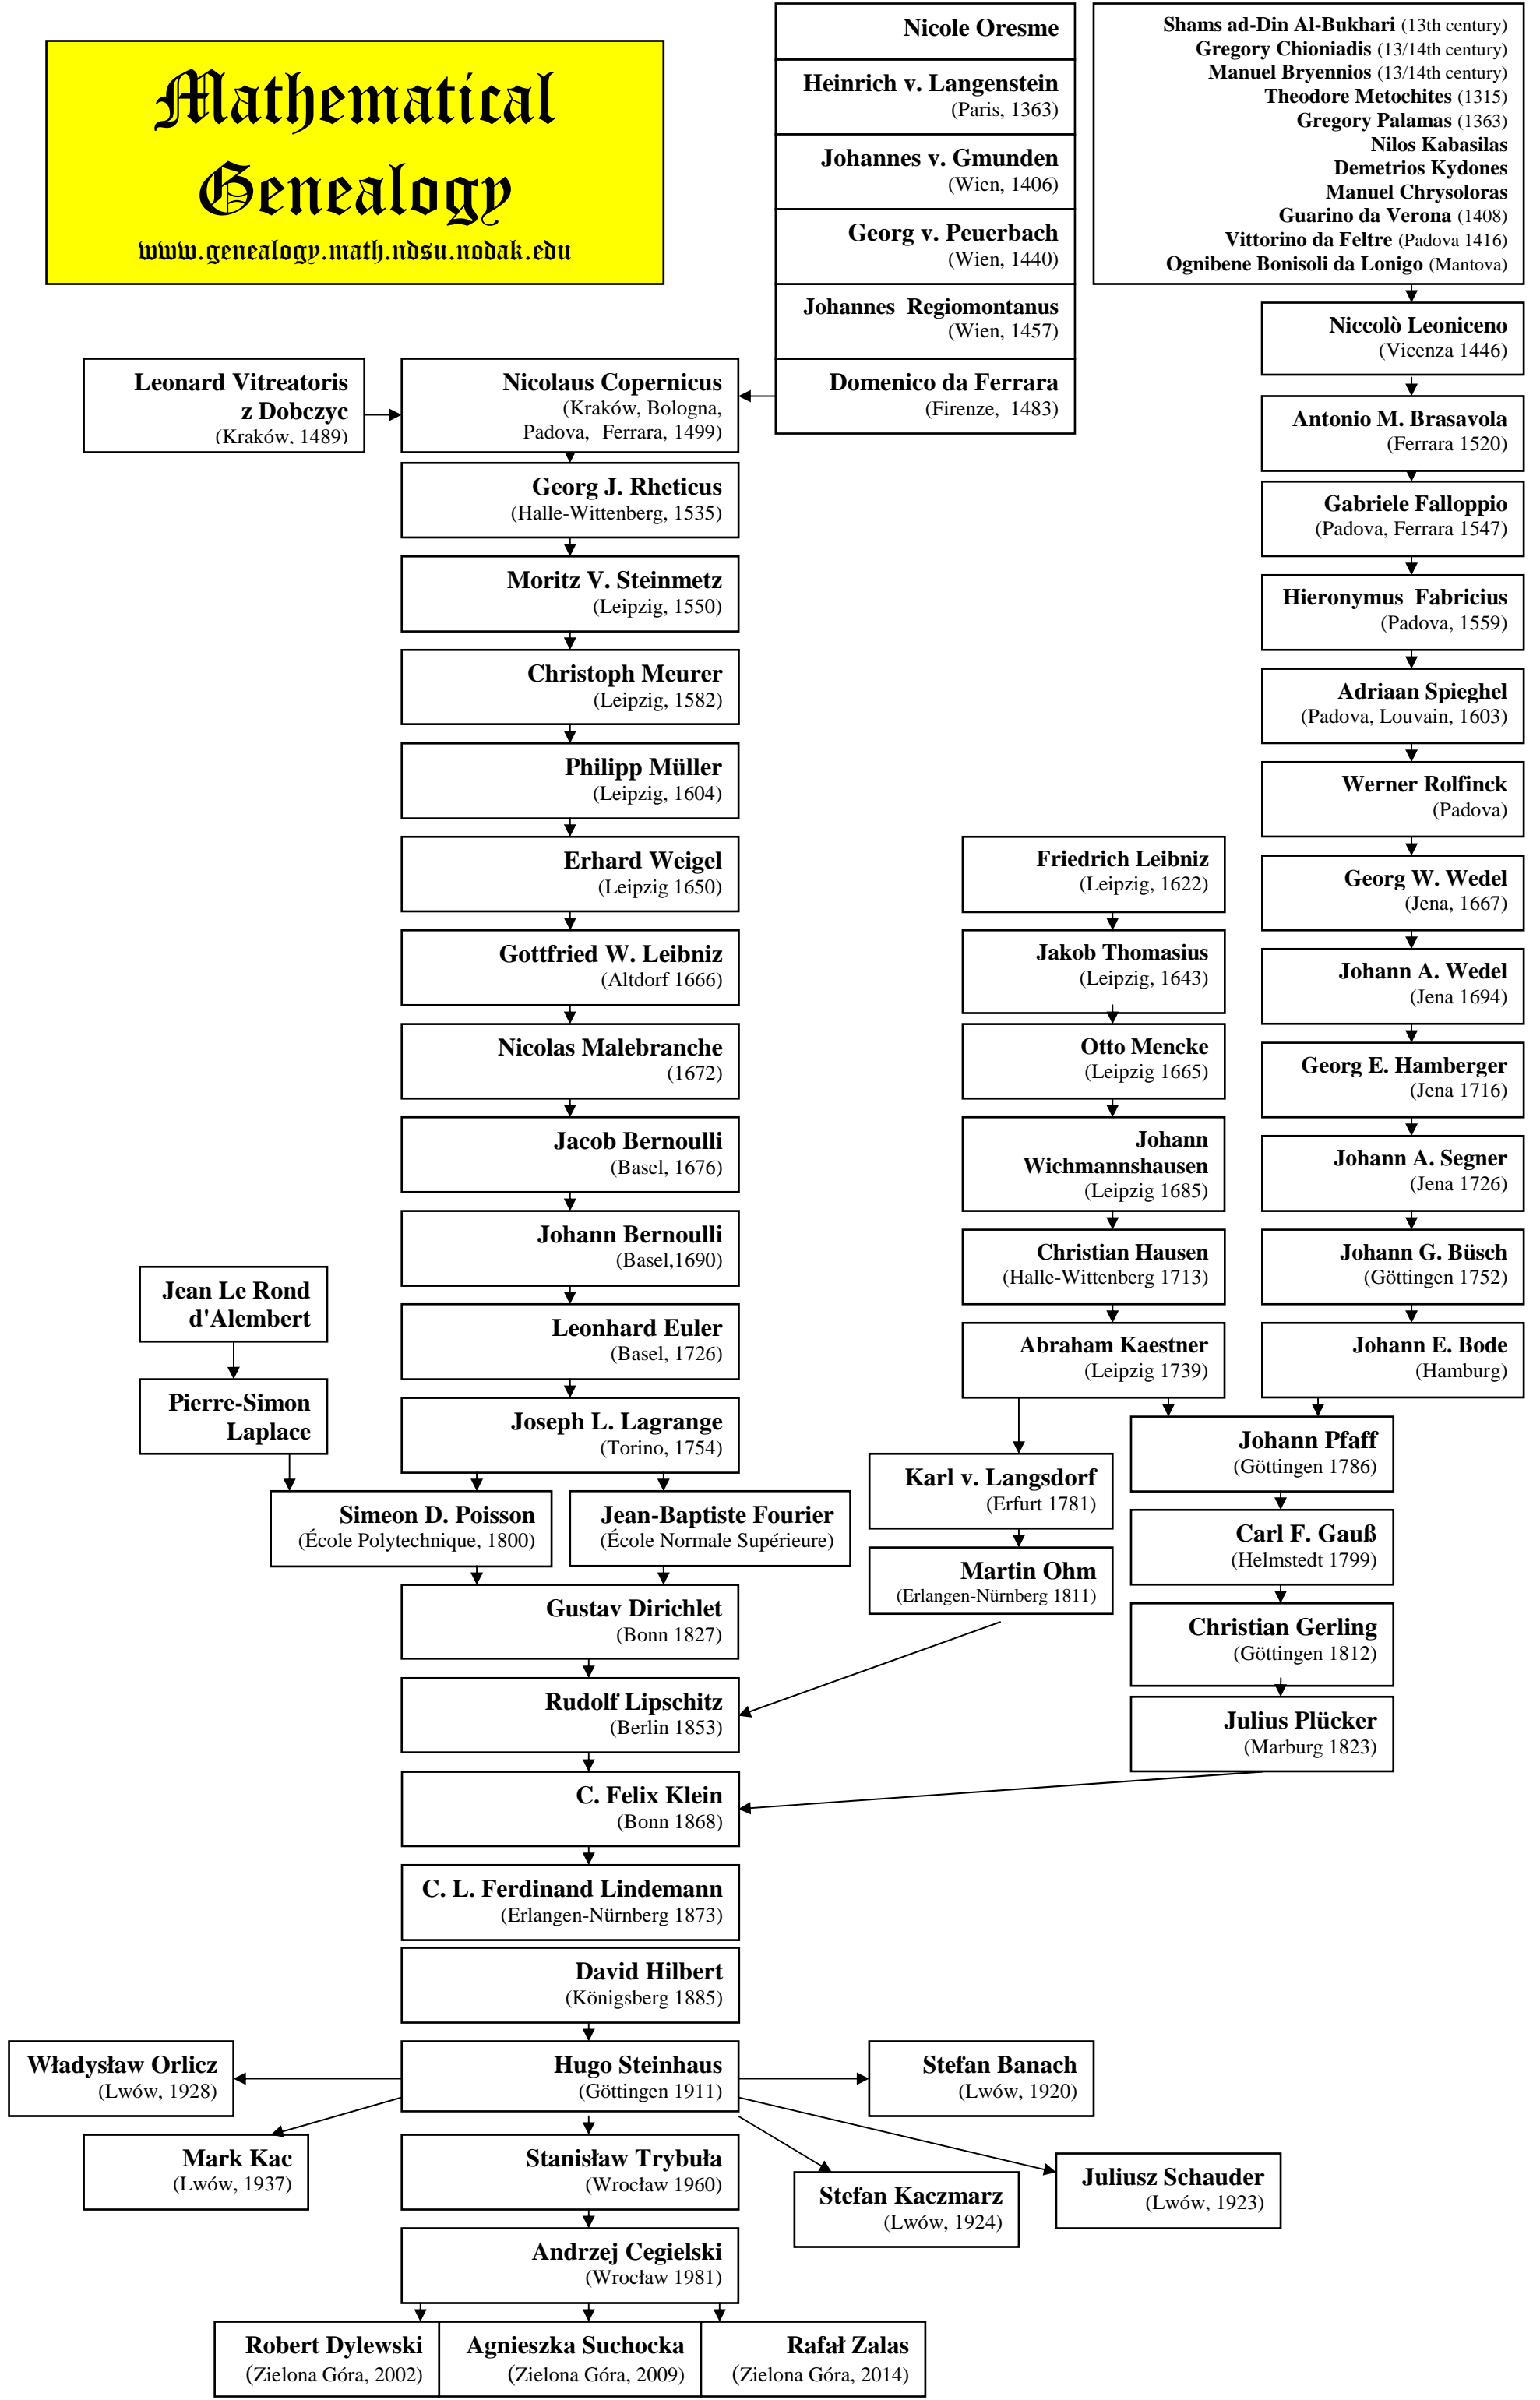 Mathematical
Genealogy
www.genealogy.math.ndsu.nodak.edu
Nicole Oresme
Heinrich v. Langenstein
(Paris, 1363)
Johannes v. Gmunden
(Wien, 1406)
Georg v. Peuerbach
(Wien, 1440)
Johannes Regiomontanus
(Wien, 1457)
Domenico da Ferrara
(Firenze, 1483)
Shams ad-Din Al-Bukhari (13th century)
Gregory Chioniadis (13/14th century)
Manuel Bryennios (13/14th century)
Theodore Metochites (1315)
Gregory Palamas (1363)
Nilos Kabasilas
Demetrios Kydones
Manuel Chrysoloras
Guarino da Verona (1408)
Vittorino da Feltre (Padova 1416)
Ognibene Bonisoli da Lonigo (Mantova)
Niccolò Leoniceno
(Vicenza 1446)
Antonio M. Brasavola
(Ferrara 1520)
Gabriele Falloppio
(Padova, Ferrara 1547)
Hieronymus Fabricius
(Padova, 1559)
Adriaan Spieghel
(Padova, Louvain, 1603)
Werner Rolfinck
(Padova)
Georg W. Wedel
(Jena, 1667)
Johann A. Wedel
(Jena 1694)
Georg E. Hamberger
(Jena 1716)
Johann A. Segner
(Jena 1726)
Johann G. Büsch
(Göttingen 1752)
Johann E. Bode
(Hamburg)
Leonard Vitreatoris
z Dobczyc
(Kraków, 1489)
Nicolaus Copernicus
(Kraków, Bologna,
Padova, Ferrara, 1499)
Georg J. Rheticus
(Halle-Wittenberg, 1535)
Moritz V. Steinmetz
(Leipzig, 1550)
Christoph Meurer
(Leipzig, 1582)
Philipp Müller
(Leipzig, 1604)
Erhard Weigel
(Leipzig 1650)
Gottfried W. Leibniz
(Altdorf 1666)
Nicolas Malebranche
(1672)
Jacob Bernoulli
(Basel, 1676)
Johann Bernoulli
(Basel,1690)
Leonhard Euler
(Basel, 1726)
Joseph L. Lagrange
(Torino, 1754)
Friedrich Leibniz
(Leipzig, 1622)
Jakob Thomasius
(Leipzig, 1643)
Otto Mencke
(Leipzig 1665)
Johann
Wichmannshausen
(Leipzig 1685)
Christian Hausen
(Halle-Wittenberg 1713)
Abraham Kaestner
(Leipzig 1739)
Jean Le Rond
d'Alembert
Pierre-Simon
Laplace
Simeon D. Poisson
(École Polytechnique, 1800)
Jean-Baptiste Fourier
(École Normale Supérieure)
Karl v. Langsdorf
(Erfurt 1781)
Martin Ohm
(Erlangen-Nürnberg 1811)
Johann Pfaff
(Göttingen 1786)
Carl F. Gauß
(Helmstedt 1799)
Christian Gerling
(Göttingen 1812)
Julius Plücker
(Marburg 1823)
Gustav Dirichlet
(Bonn 1827)
Rudolf Lipschitz
(Berlin 1853)
C. Felix Klein
(Bonn 1868)
C. L. Ferdinand Lindemann
(Erlangen-Nürnberg 1873)
David Hilbert
(Königsberg 1885)
Władysław Orlicz
(Lwów, 1928)
Hugo Steinhaus
(Göttingen 1911)
Stefan Banach
(Lwów, 1920)
Mark Kac
(Lwów, 1937)
Stanisław Trybuła
(Wrocław 1960)
Stefan Kaczmarz
(Lwów, 1924)
Juliusz Schauder
(Lwów, 1923)
Andrzej Cegielski
(Wrocław 1981)
Robert Dylewski
(Zielona Góra, 2002)
Agnieszka Suchocka
(Zielona Góra, 2009)
Rafał Zalas
(Zielona Góra, 2014)